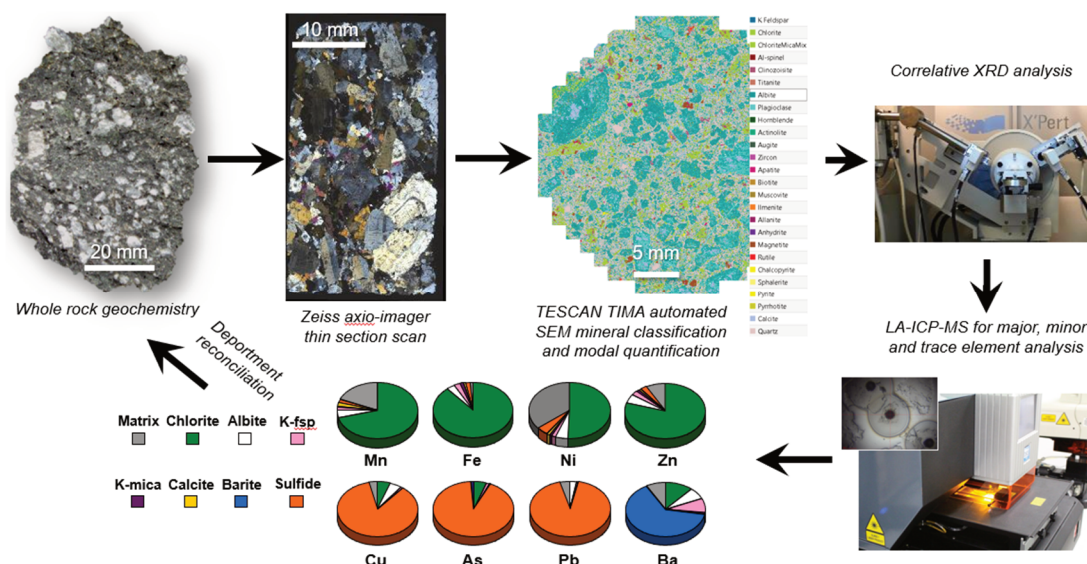 10 mm
20 mm
5 mm
Whole rock geochemistry
Zeiss axio-imager
thin section scan
TESCAN TIMA automated
SEM mineral classification
and modal quantification
K Feldspar
Chlorite
ChloriteMicaMix
Al-spinel
Clinozoisite
Titanite
Albite
Plagioclase
Hornblende
Actinolite
Augite
Zircon
Apatite
Biotite
Muscovite
Ilmenite
Allanite
Anhydrite
Magnetite
Rutile
Chalcopyrite
Sphalerite
Pyrite
Pyrrhotite
Calcite
Quartz
Correlative XRD analysis
X'Pert
LA-ICP-MS for major, minor
and trace element analysis
Deportment
reconciliation
Matrix Chlorite Albite K-fsp
K-mica Calcite Barite Sulfide
Mn Fe Ni Zn
Cu As Pb Ba